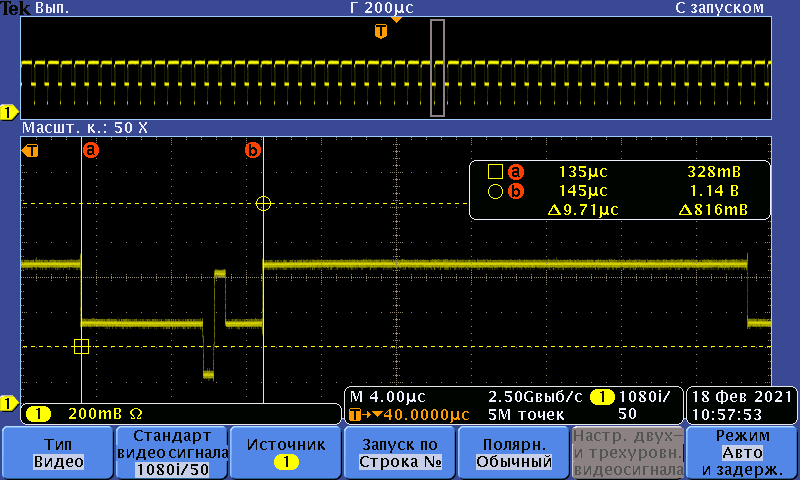 Tek Вып.
Г 200µс
С запуском
T
1
Масшт. к.: 50 X
T
a
b
a 135µс 328mВ
b 145µс 1.14 В
Δ9.71µс Δ816mВ
1
1 200mВ Ω
М 4.00µс
T→▼40.0000µс
2.50Gвыб/с
5M точек
1 1080i/
50
18 Фев 2021
10:57:53
Тип
Видео
Стандарт
видеосигнала
1080i/50
Источник
1
Запуск по
Строка №
Полярн.
Обычный
Настр. двух-
и трехуровн.
видеосигнала
Режим
Авто
и задерж.